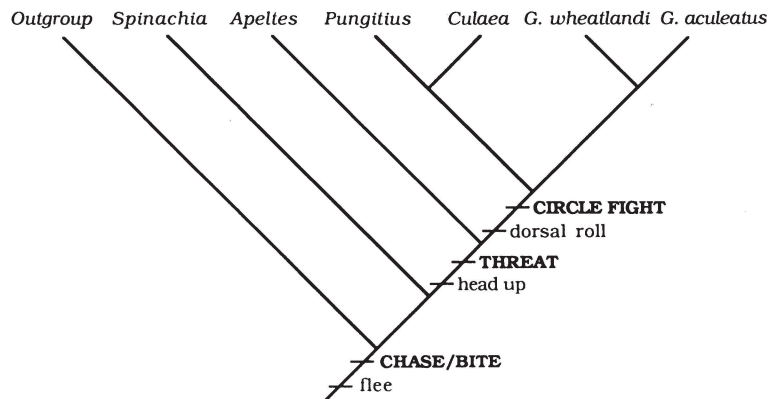 Outgroup Spinachia Apeltes Pungitius Culaea G. wheatlandi G. aculeatus
CIRCLE FIGHT
dorsal roll
THREAT
head up
CHASE/BITE
flee